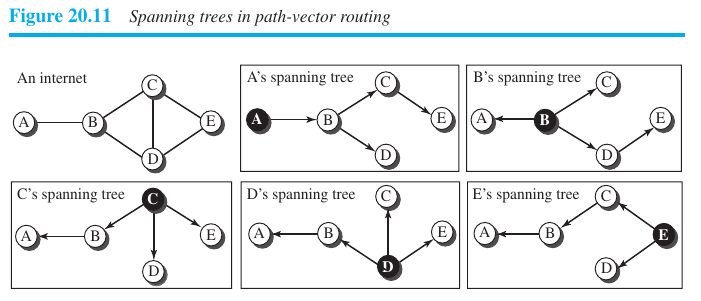 Figure 20.11 Spanning trees in path-vector routing
An internet
A
B
C
D
E
A's spanning tree
A
B
C
D
E
B's spanning tree
A
B
C
D
E
C's spanning tree
A
B
C
D
E
D's spanning tree
A
B
C
D
E
E's spanning tree
A
B
C
D
E